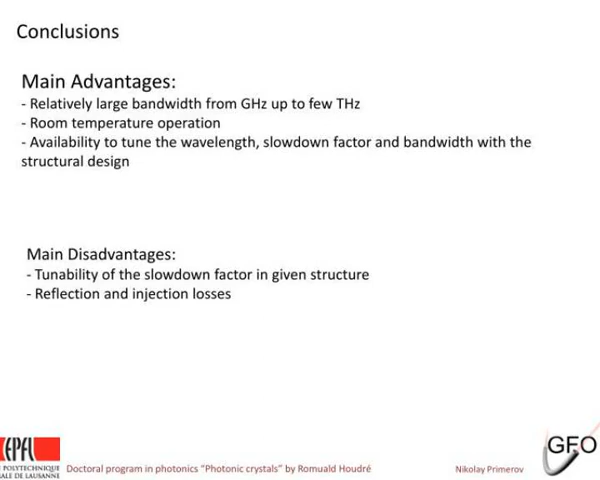 Conclusions
Main Advantages:
- Relatively large bandwidth from GHz up to few THz
- Room temperature operation
- Availability to tune the wavelength, slowdown factor and bandwidth with the
structural design
Main Disadvantages:
- Tunability of the slowdown factor in given structure
- Reflection and injection losses
EPFL
POLYTECHNIQUE
ALE DE LAUSANNE
Doctoral program in photonics "Photonic crystals" by Romuald Houdré
Nikolay Primerov
GFO